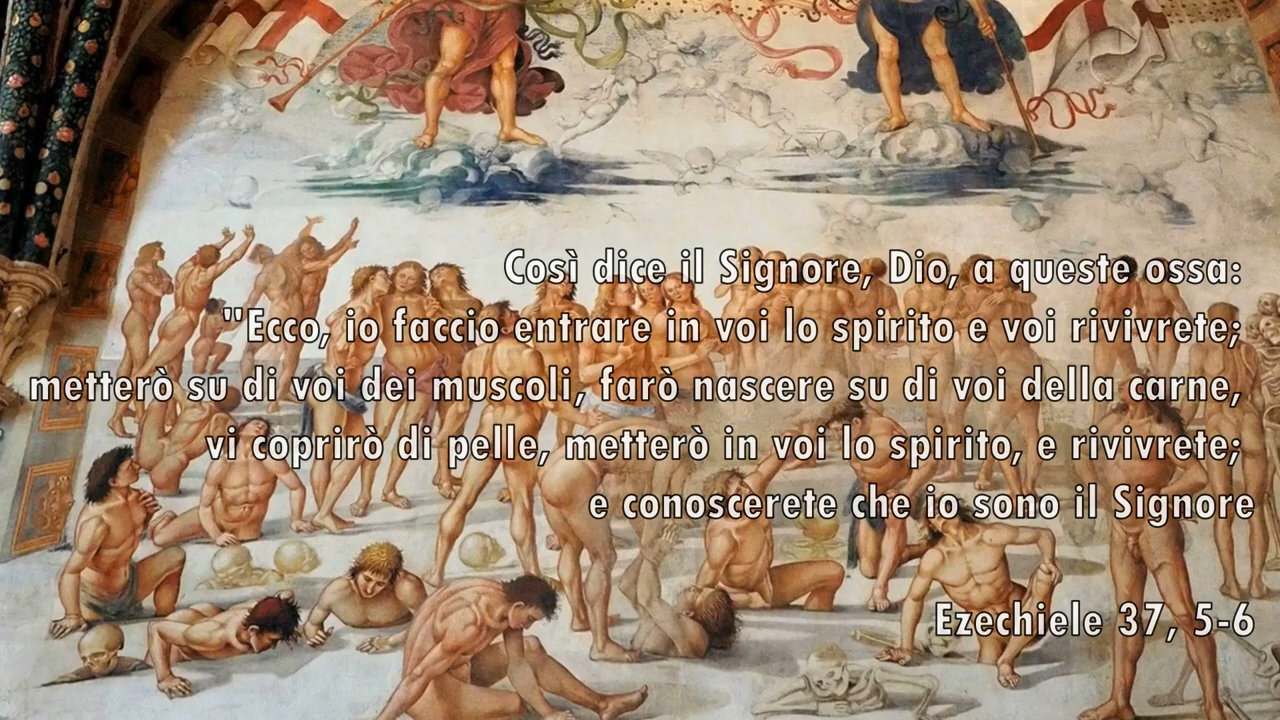 Così dice il Signore, Dio, a queste ossa:
"Ecco, io faccio entrare in voi lo spirito e voi rivivrete;
metterò su di voi dei muscoli, farò nascere su di voi della carne,
vi coprirò di pelle, metterò in voi lo spirito, e rivivrete;
e conoscerete che io sono il Signore
Ezechiele 37, 5-6